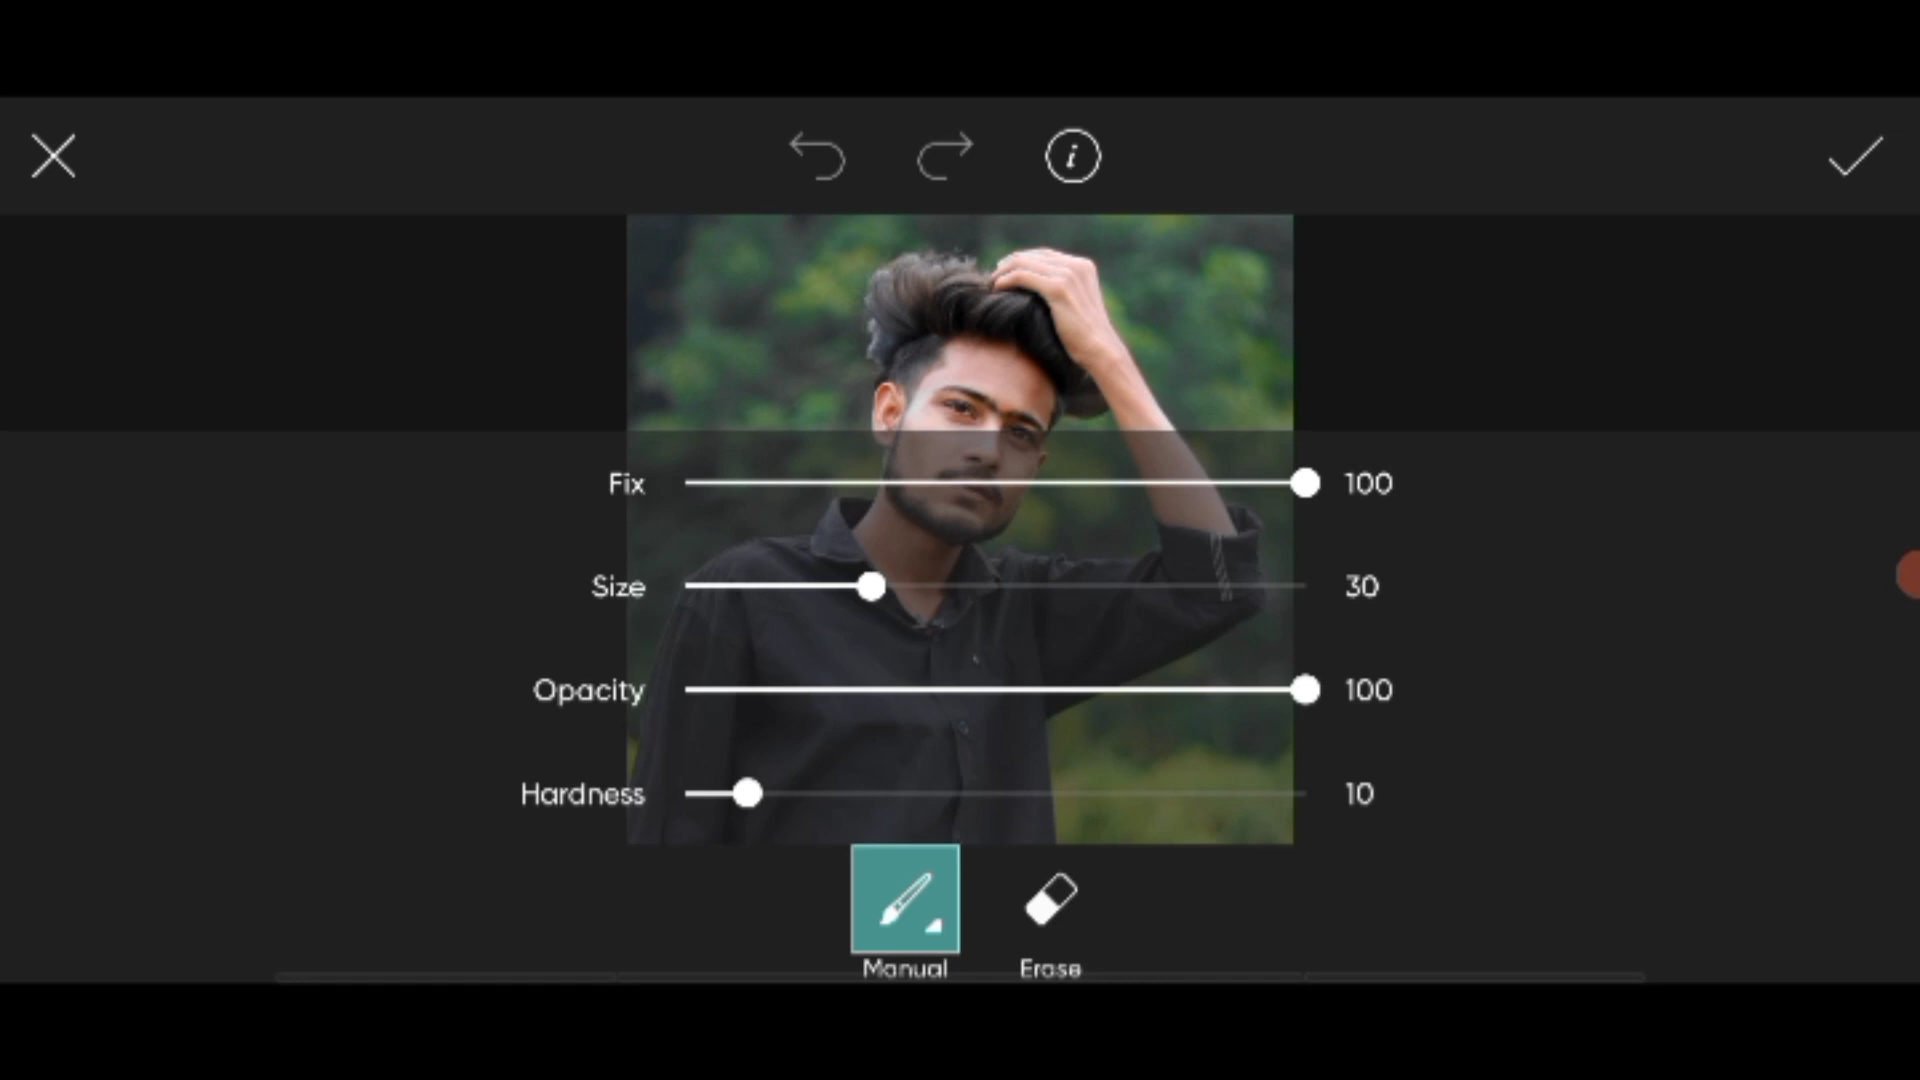 i
Fix 100
Size 30
Opacity 100
Hardness 10
Manual Erase